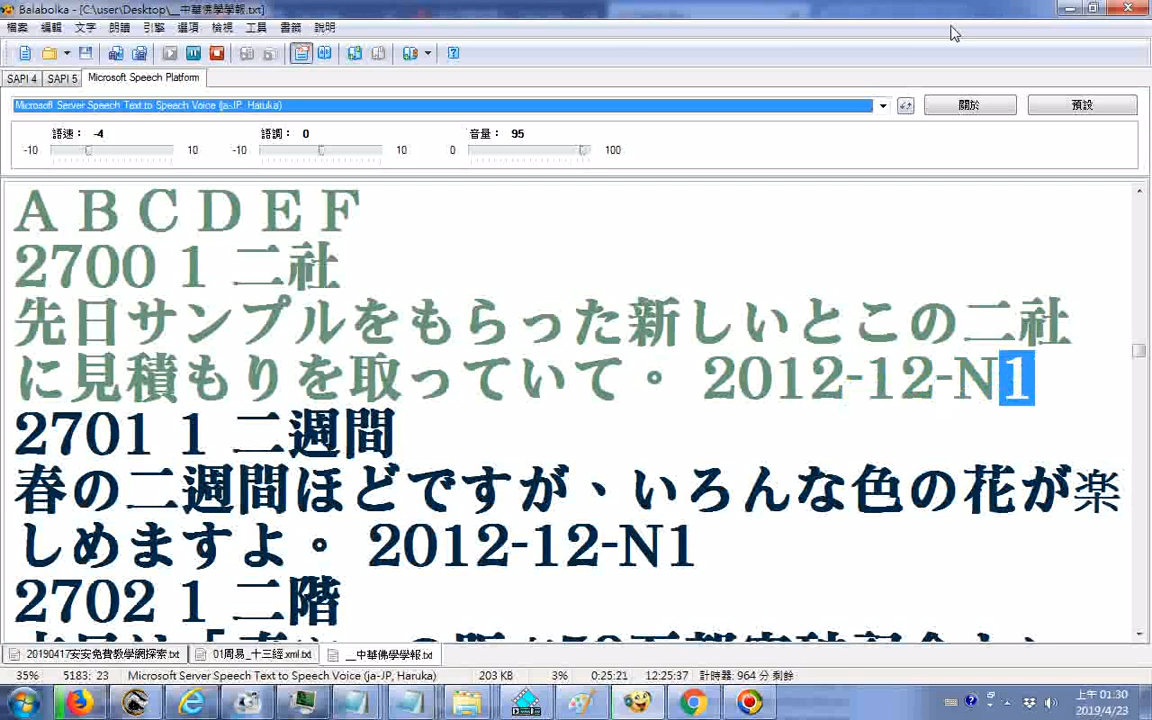 Balabolka - [C:\user\Desktop\__中華佛學學報.txt]
檔案 編輯 文字 朗讀 引擎 選項 檢視 工具 書籤 說明
SAPI 4 SAPI 5 Microsoft Speech Platform
Microsoft Server Speech Text to Speech Voice (ja-JP, Haruka) 關於 預設
語速： -4 語調： 0 音量： 95
-10 10 -10 10 0 100
A B C D E F
2700 1 二社
先日サンプルをもらった新しいとこの二社
に見積もりを取っていて。 2012-12-N1
2701 1 二週間
春の二週間ほどですが、いろんな色の花が楽
しめますよ。 2012-12-N1
2702 1 二階
20190417安安免費教學網探索.txt 01周易_十三經.xml.txt __中華佛學學報.txt
35% 5183: 23 Microsoft Server Speech Text to Speech Voice (ja-JP, Haruka) 203 KB 3% 0:25:21 12:25:37 計時器: 964 分 剩餘
上午 01:30
2019/4/23